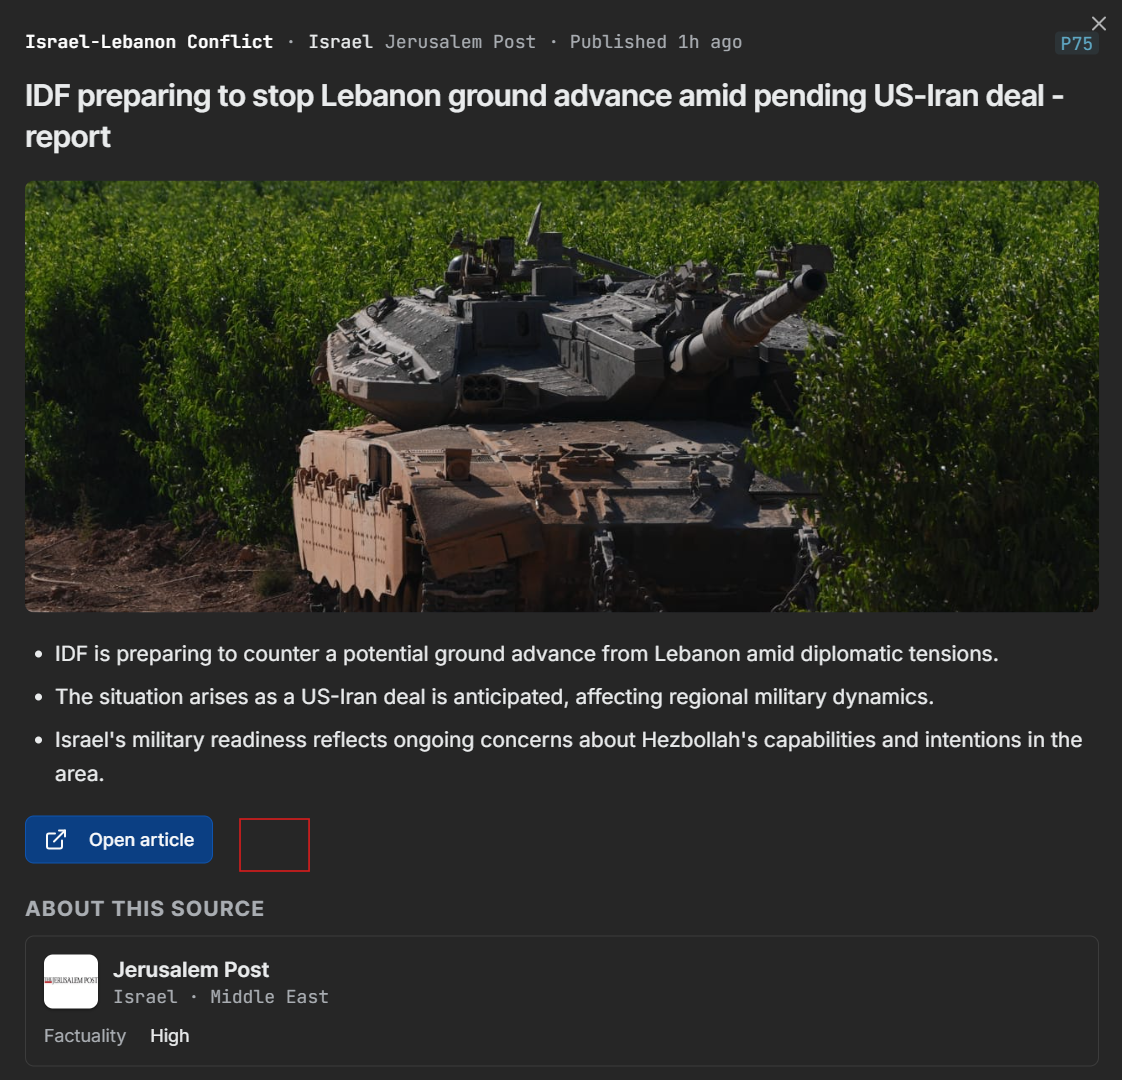 Israel-Lebanon Conflict · Israel Jerusalem Post · Published 1h ago
P75
IDF preparing to stop Lebanon ground advance amid pending US-Iran deal -
report
• IDF is preparing to counter a potential ground advance from Lebanon amid diplomatic tensions.
• The situation arises as a US-Iran deal is anticipated, affecting regional military dynamics.
• Israel's military readiness reflects ongoing concerns about Hezbollah's capabilities and intentions in the
area.
Open article
ABOUT THIS SOURCE
THE JERUSALEM POST
Jerusalem Post
Israel · Middle East
Factuality High